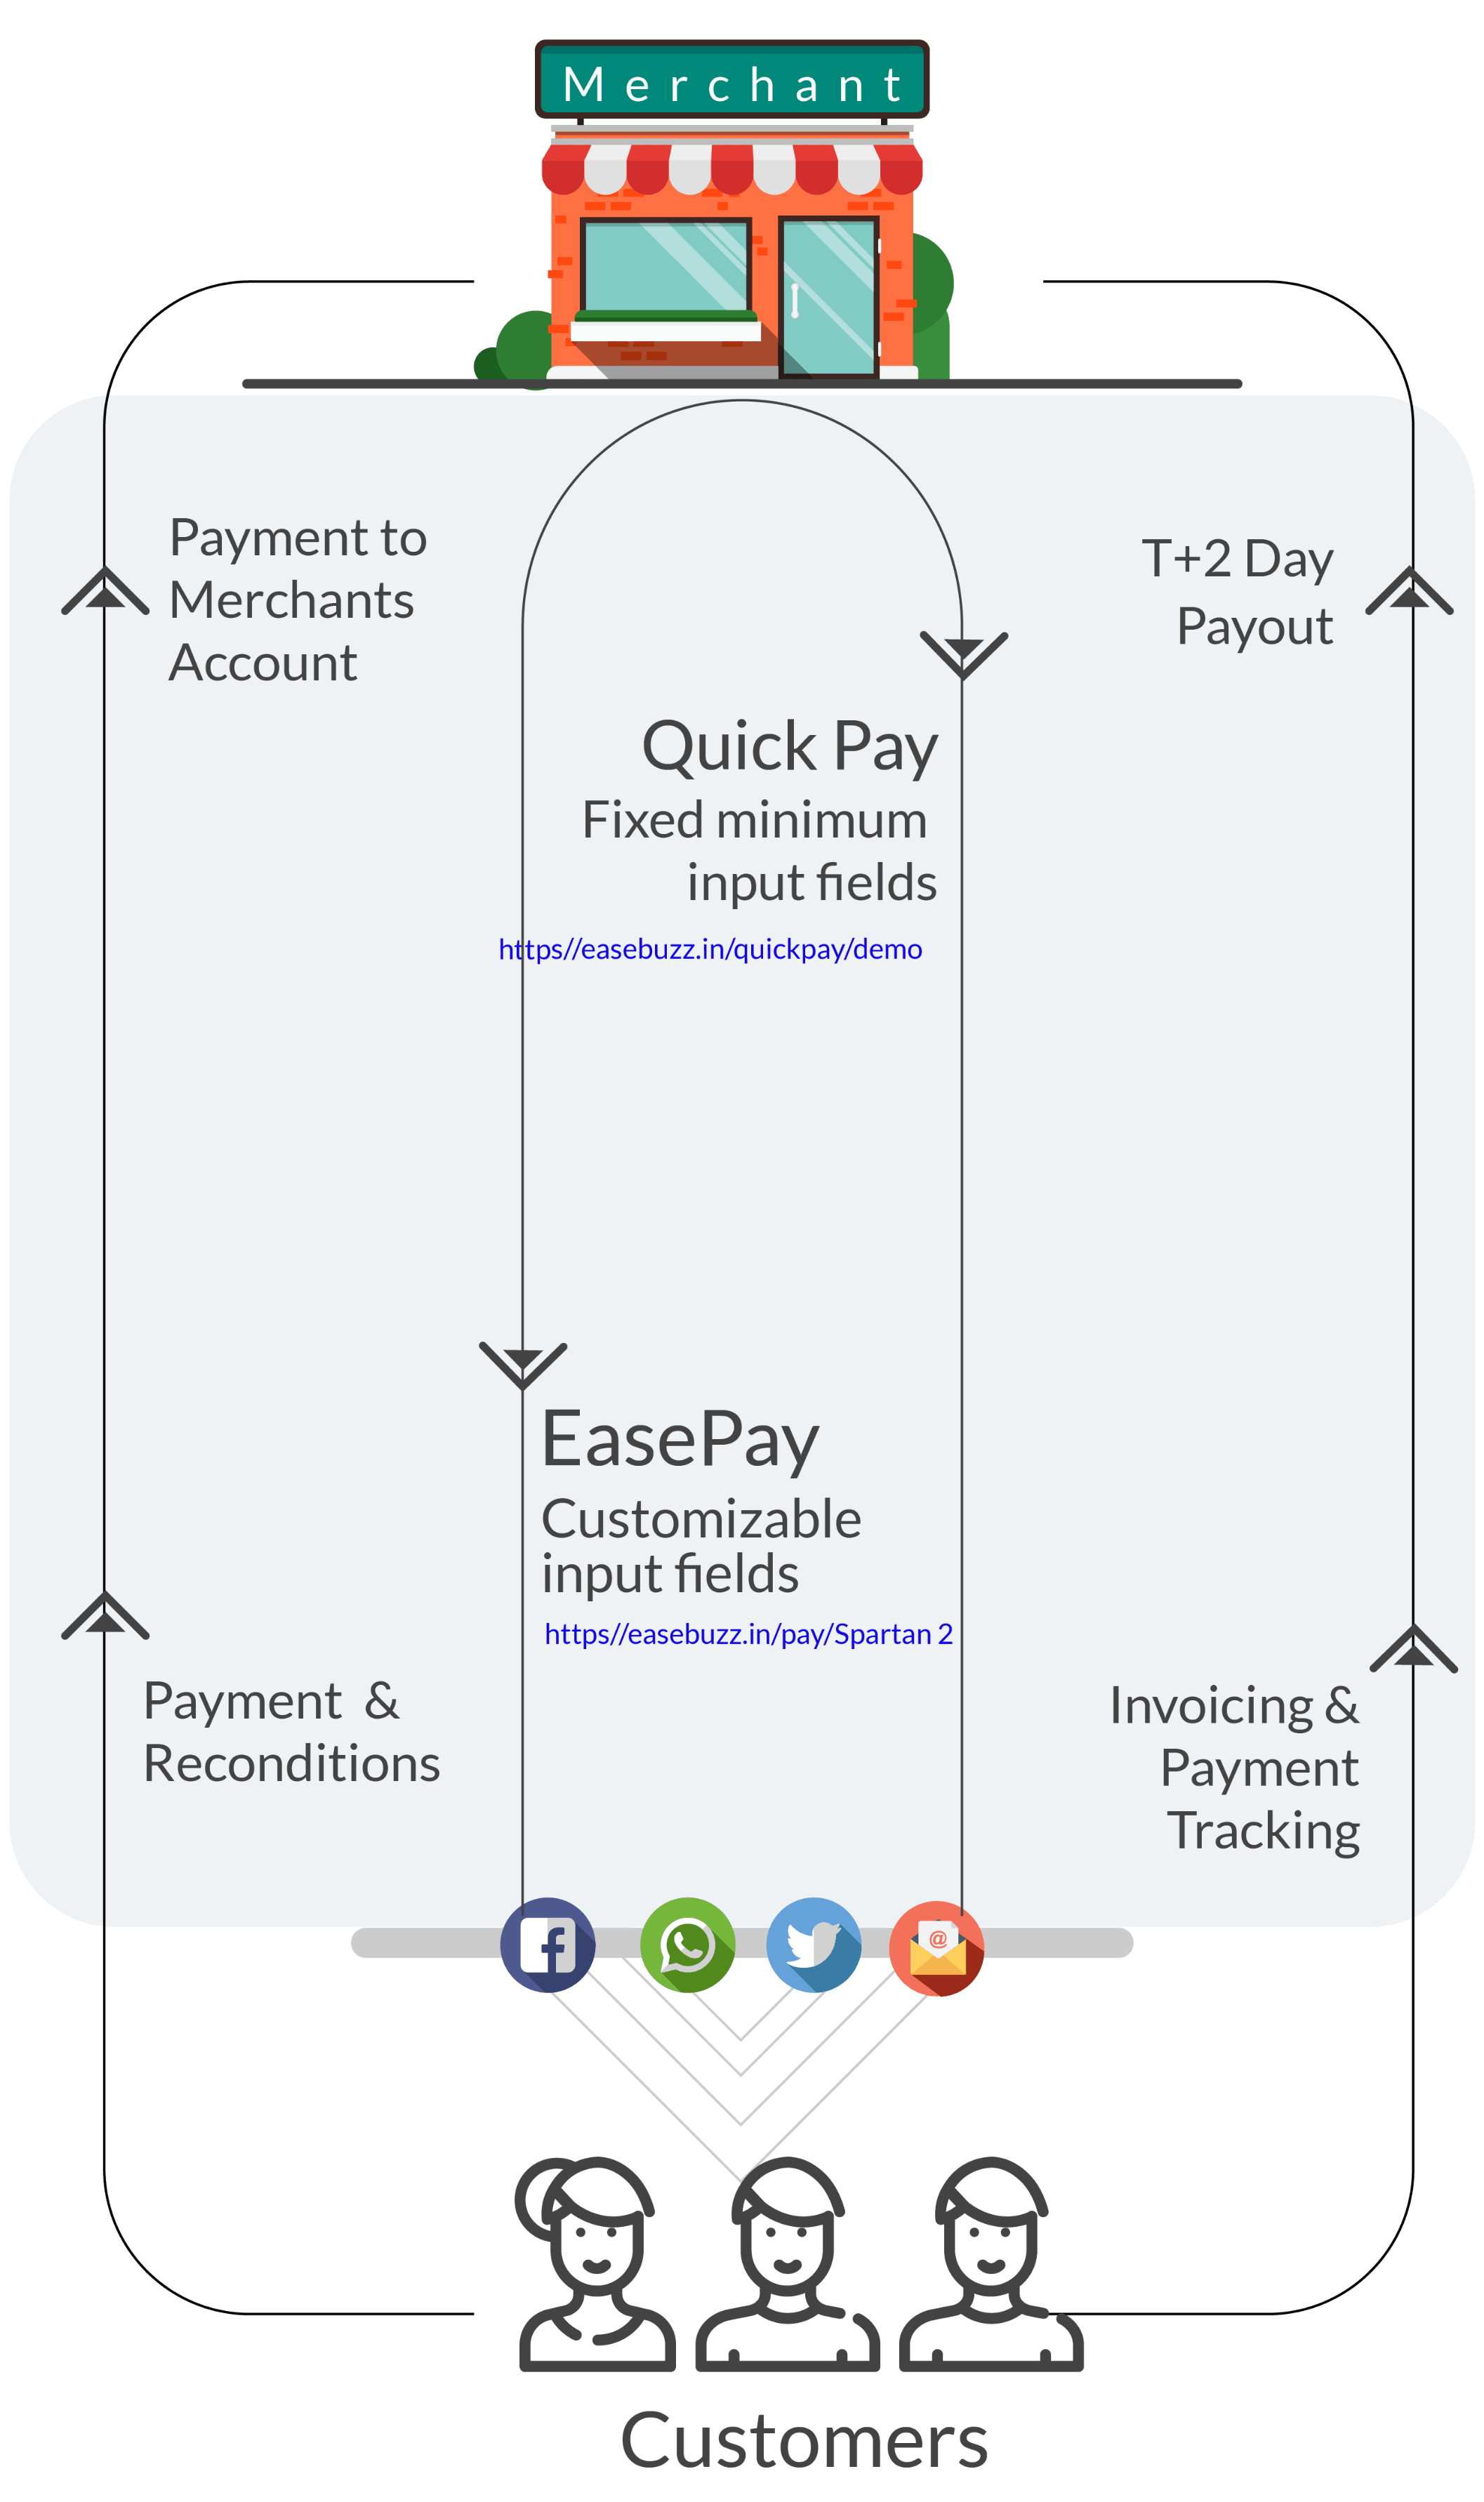 Merchant
Payment to
Merchants
Account
T+2 Day
Payout
Quick Pay
Fixed minimum
input fields
https//easebuzz.in/quickpay/demo
EasePay
Customizable
input fields
https//easebuzz.in/pay/Spartan 2
Payment &
Reconditions
Invoicing &
Payment
Tracking
@
Customers